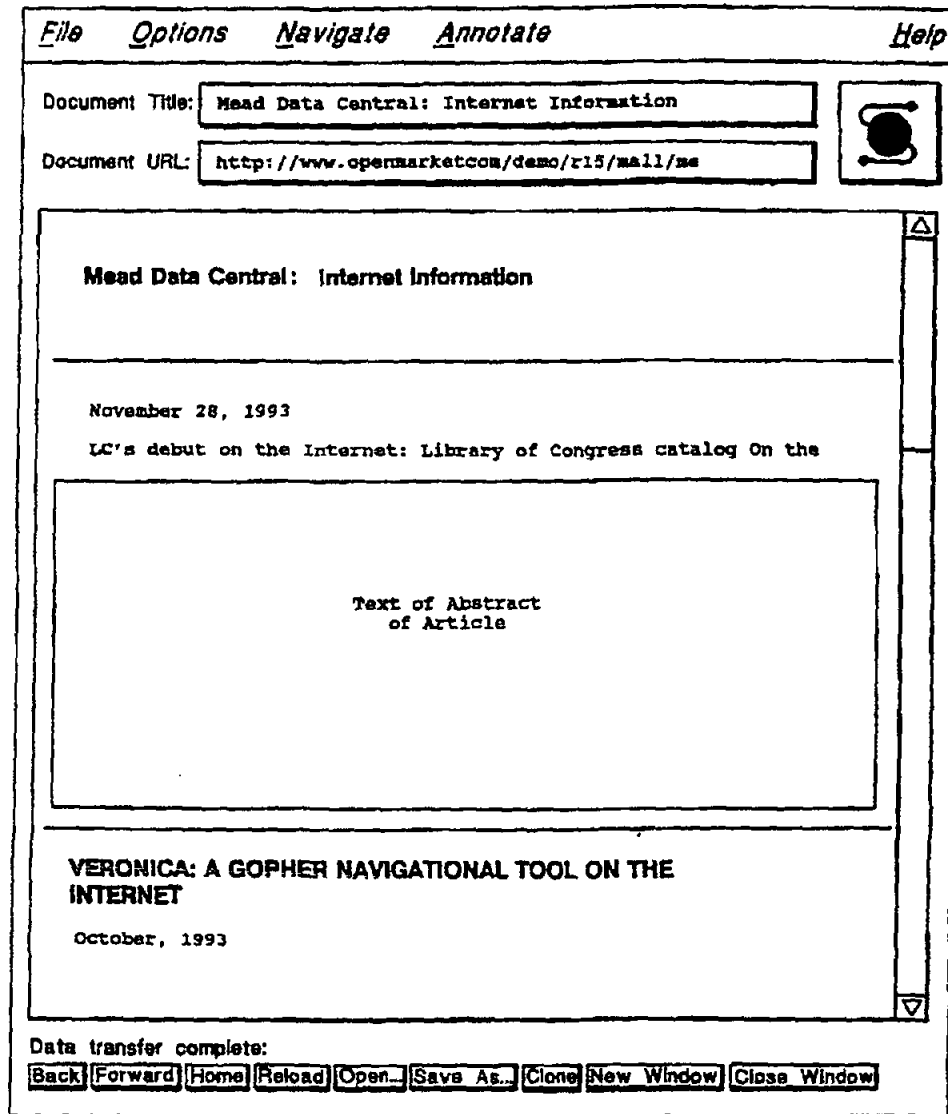 File Options Navigate Annotate Help
Document Title: Mead Data Central: Internet Information
Document URL: http://www.openmarketcom/demo/r15/mall/me
Mead Data Central: Internet Information
November 28, 1993
LC's debut on the Internet: Library of Congress catalog On the
Text of Abstract
of Article
VERONICA: A GOPHER NAVIGATIONAL TOOL ON THE
INTERNET
October, 1993
Data transfer complete:
Back Forward Home Reload Open... Save As... Clone New Window Close Window